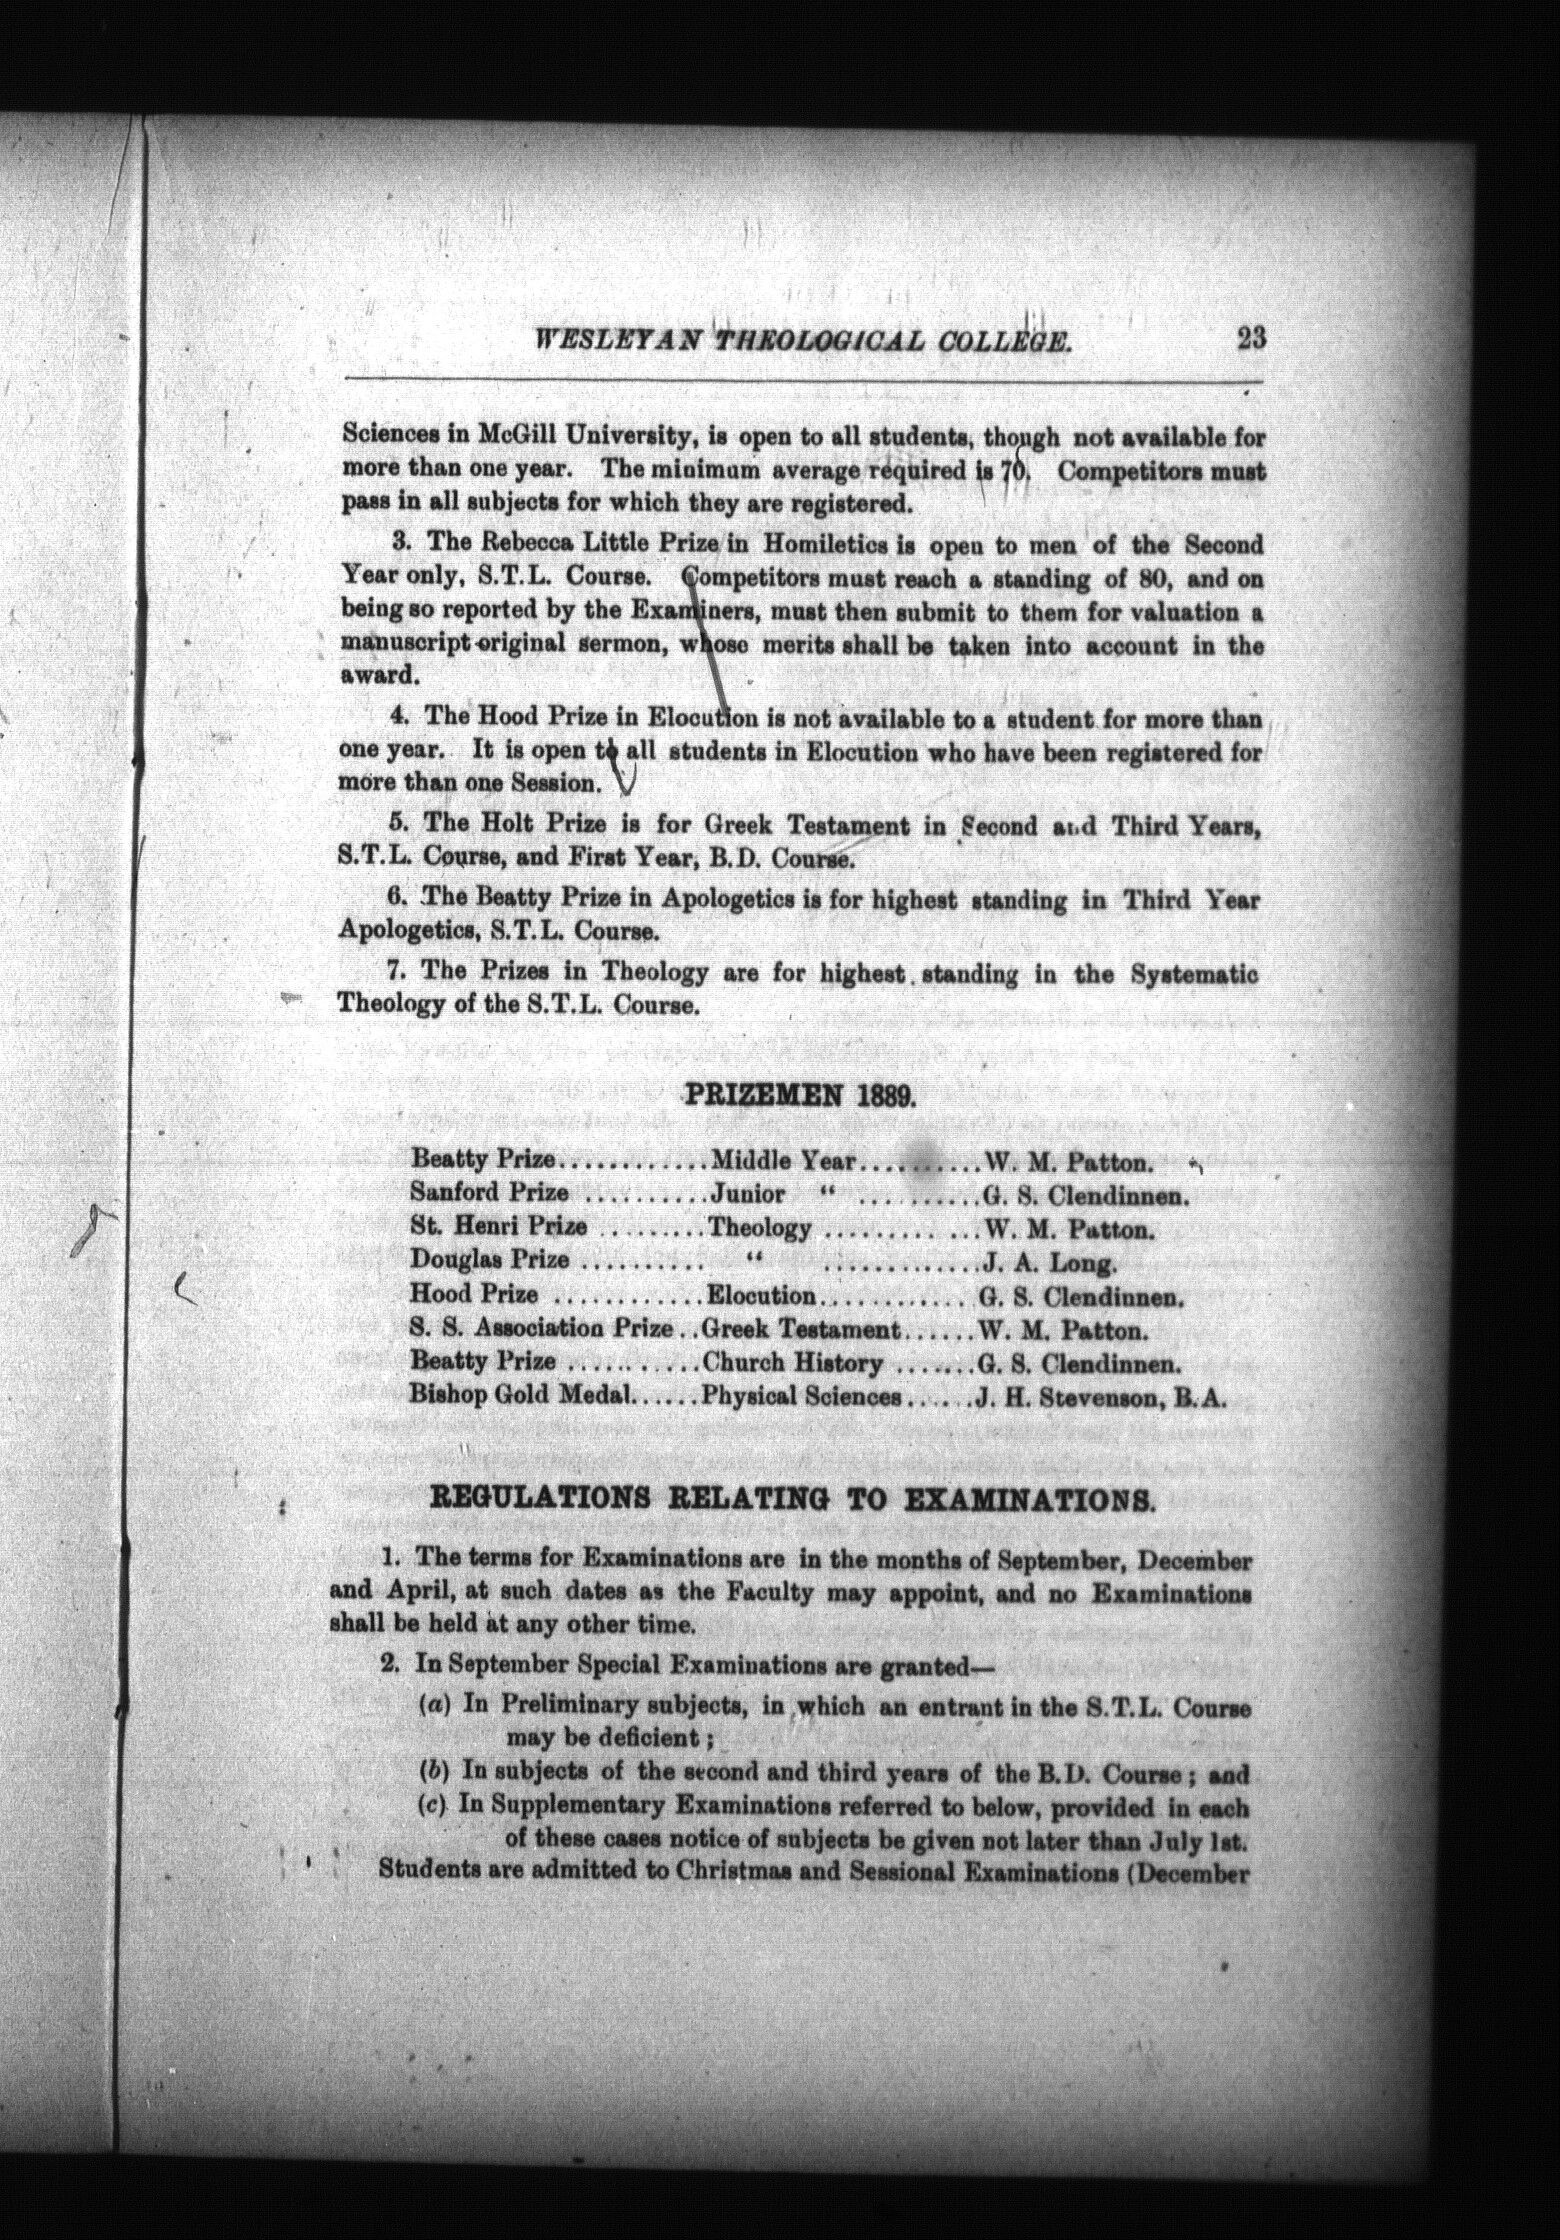 WESLEYAN THEOLOGICAL COLLEGE. 23
Sciences in McGill University, is open to all students, though not available for
more than one year. The minimum average required is 70. Competitors must
pass in all subjects for which they are registered.
3. The Rebecca Little Prize in Homiletics is open to men of the Second
Year only, S.T.L. Course. Competitors must reach a standing of 80, and on
being so reported by the Examiners, must then submit to them for valuation a
manuscript original sermon, whose merits shall be taken into account in the
award.
4. The Hood Prize in Elocution is not available to a student for more than
one year. It is open to all students in Elocution who have been registered for
more than one Session.
5. The Holt Prize is for Greek Testament in Second and Third Years,
S.T.L. Course, and First Year, B.D. Course.
6. The Beatty Prize in Apologetics is for highest standing in Third Year
Apologetics, S.T.L. Course.
7. The Prizes in Theology are for highest standing in the Systematic
Theology of the S.T.L. Course.
PRIZEMEN 1889.
Beatty Prize............Middle Year..........W. M. Patton.
Sanford Prize ..........Junior “ ..........G. S. Clendinnen.
St. Henri Prize .........Theology .............W. M. Patton.
Douglas Prize .......... “ .............J. A. Long.
Hood Prize ............Elocution............G. S. Clendinnen.
S. S. Association Prize..Greek Testament......W. M. Patton.
Beatty Prize ...........Church History .......G. S. Clendinnen.
Bishop Gold Medal......Physical Sciences......J. H. Stevenson, B.A.
REGULATIONS RELATING TO EXAMINATIONS.
1. The terms for Examinations are in the months of September, December
and April, at such dates as the Faculty may appoint, and no Examinations
shall be held at any other time.
2. In September Special Examinations are granted—
(a) In Preliminary subjects, in which an entrant in the S.T.L. Course
may be deficient ;
(b) In subjects of the second and third years of the B.D. Course ; and
(c) In Supplementary Examinations referred to below, provided in each
of these cases notice of subjects be given not later than July 1st.
Students are admitted to Christmas and Sessional Examinations (December